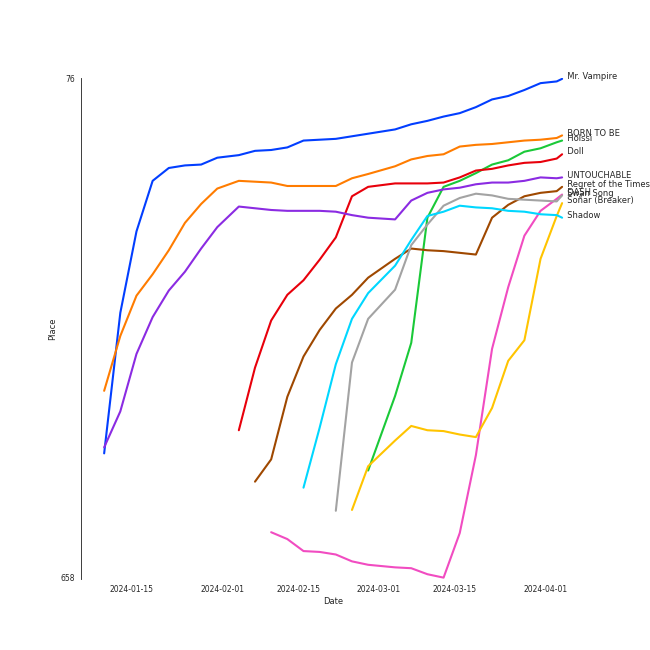 76
Mr. Vampire
BORN TO BE
Rossi
Doll
UNTOUCHABLE
Regret of the Times
DASH
Swan Song
Sonar (Breaker)
Shadow
Place
658
2024-01-15
2024-02-01
2024-02-15
2024-03-01
2024-03-15
2024-04-01
Date